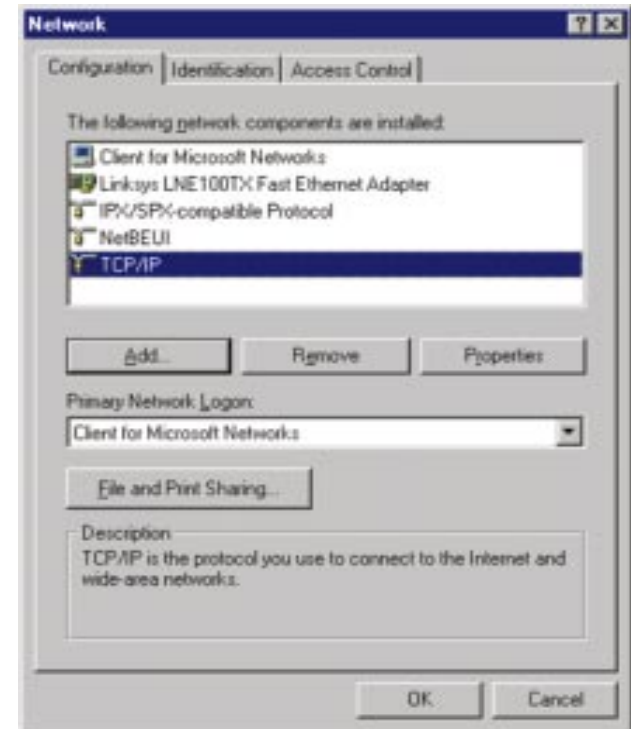 Network
Configuration Identification Access Control
The following network components are installed:
Client for Microsoft Networks
Linksys LNE100TX Fast Ethernet Adapter
IPX/SPX-compatible Protocol
NetBEUI
TCP/IP
Add... Remove Properties
Primary Network Logon:
Client for Microsoft Networks
File and Print Sharing...
Description
TCP/IP is the protocol you use to connect to the Internet and
wide-area networks.
OK Cancel